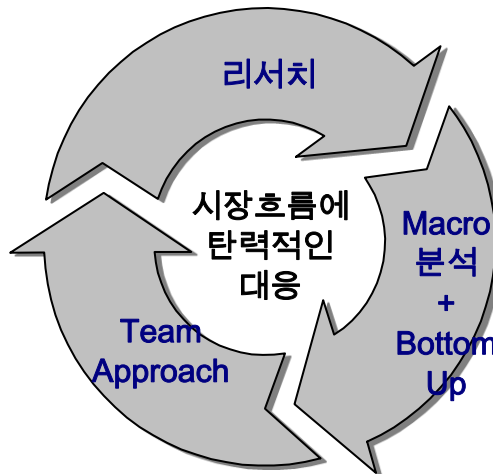 리서치
시장흐름에
탄력적인
대응
Macro
분석
+
Bottom
Up
Team
Approach